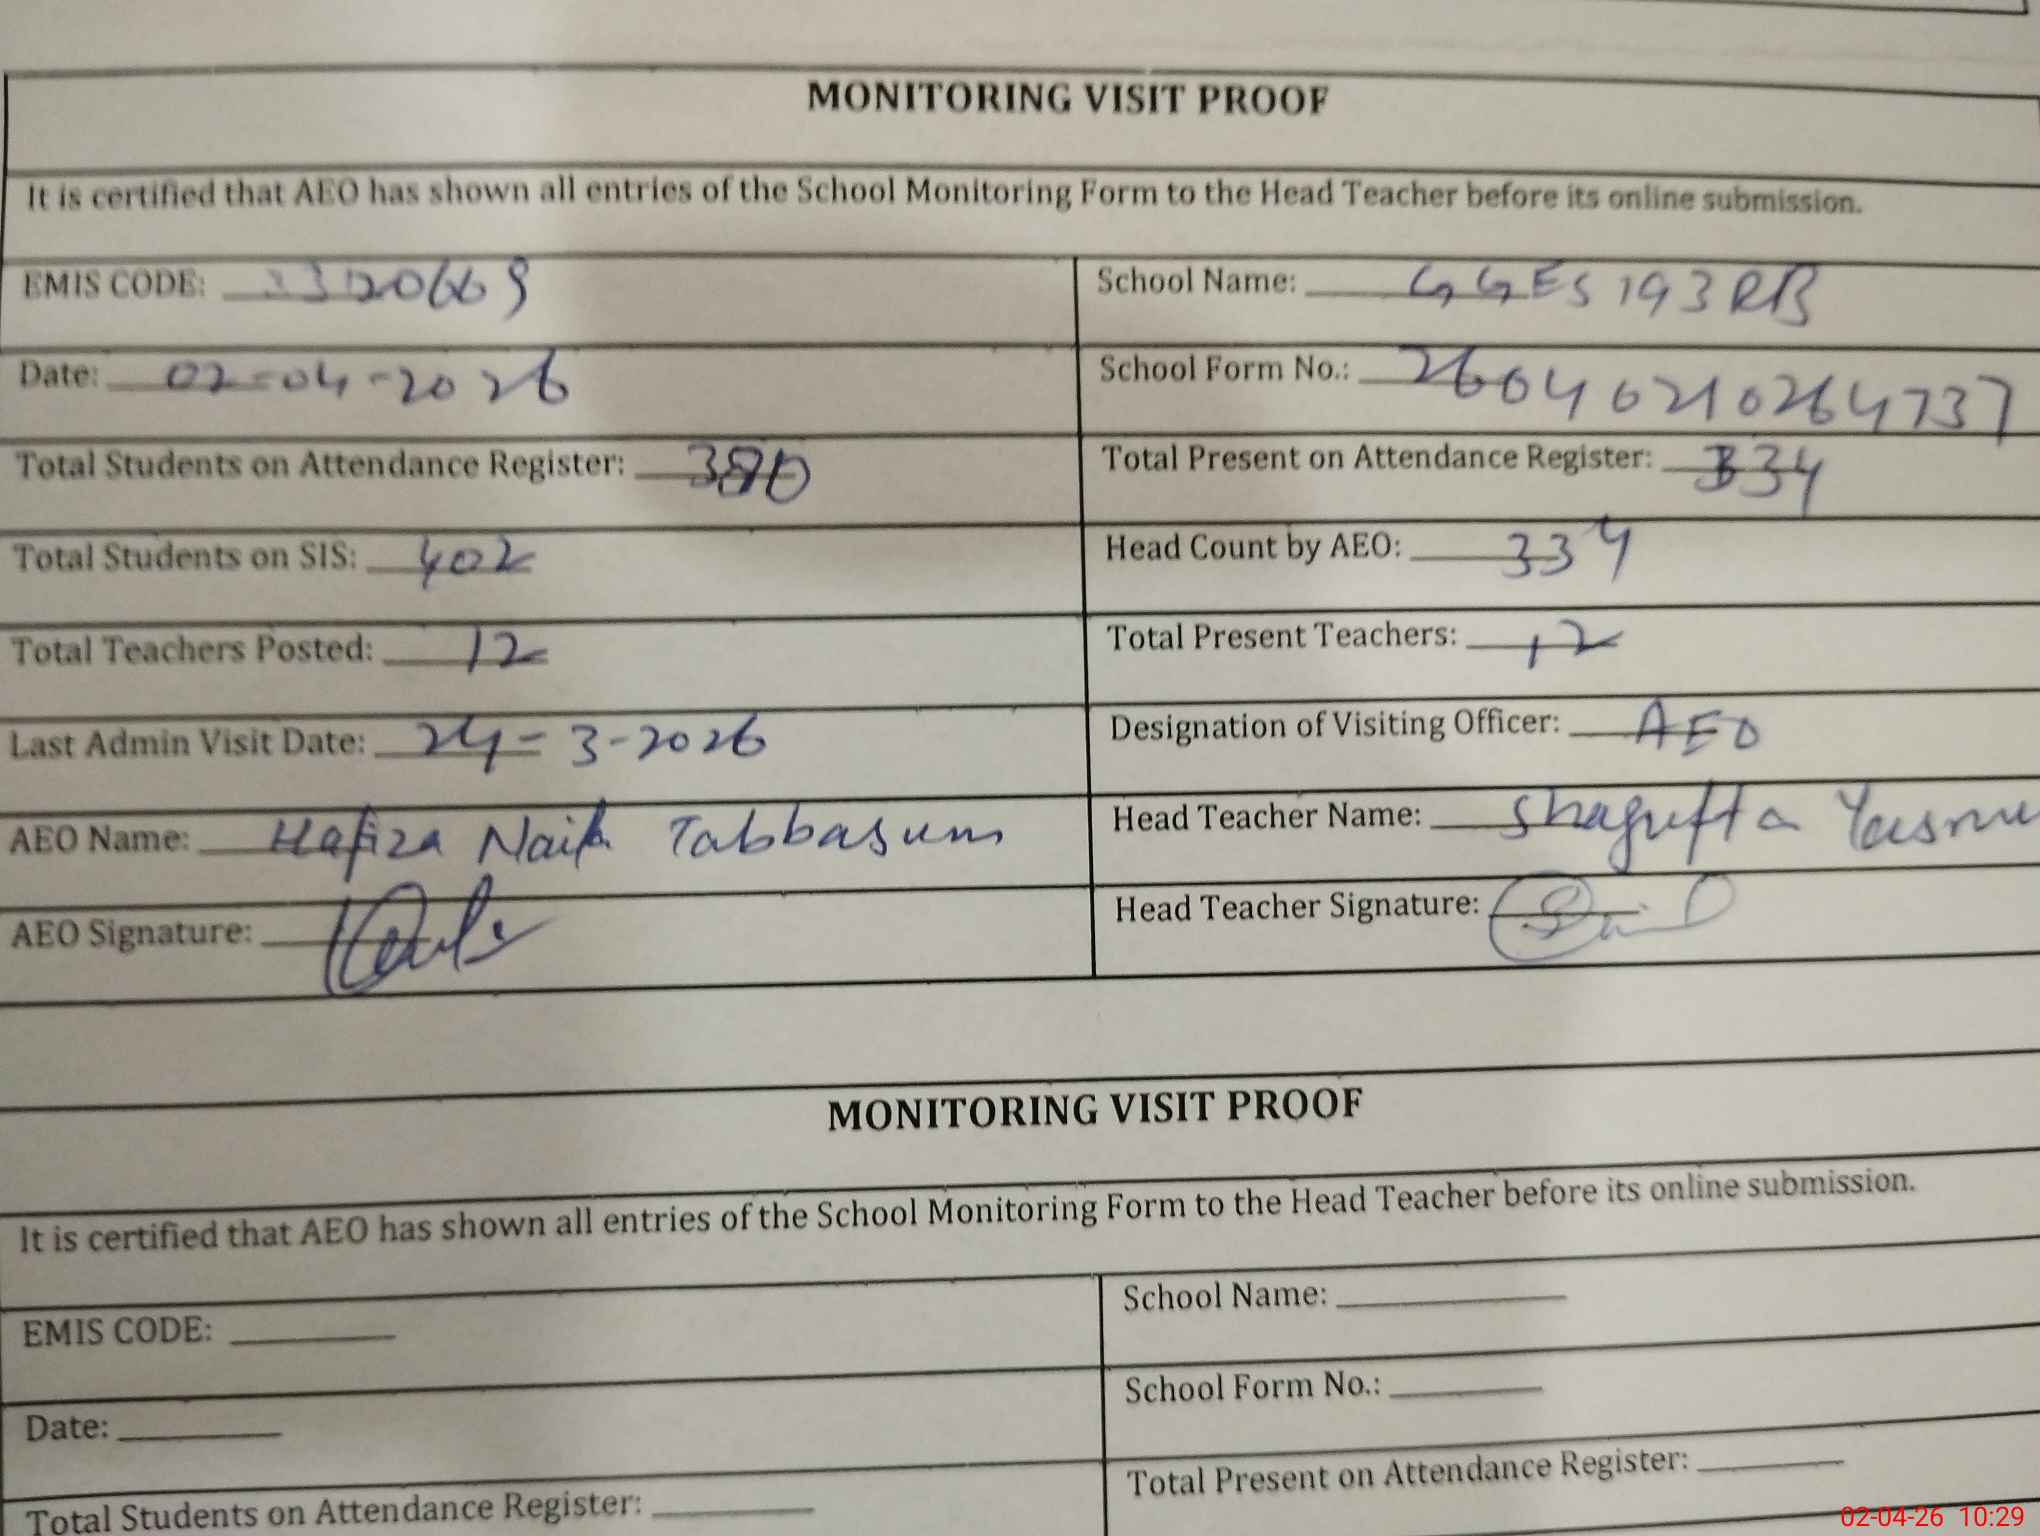 MONITORING VISIT PROOF
It is certified that AEO has shown all entries of the School Monitoring Form to the Head Teacher before its online submission.
EMIS CODE:
School Name: GGES 193 RB
Date: 02-04-2026
School Form No.: 26040210264737
Total Students on Attendance Register:
Total Present on Attendance Register: 334
Total Students on SIS: 402
Head Count by AEO: 334
Total Teachers Posted: 12
Total Present Teachers: 12
Last Admin Visit Date: 24-3-2026
Designation of Visiting Officer: AEO
AEO Name: Hafiza Tabbasum
Head Teacher Name: Shagufta
AEO Signature:
Head Teacher Signature:
MONITORING VISIT PROOF
It is certified that AEO has shown all entries of the School Monitoring Form to the Head Teacher before its online submission.
EMIS CODE:
School Name:
Date:
School Form No.:
Total Students on Attendance Register:
Total Present on Attendance Register:
02-04-26 10:29